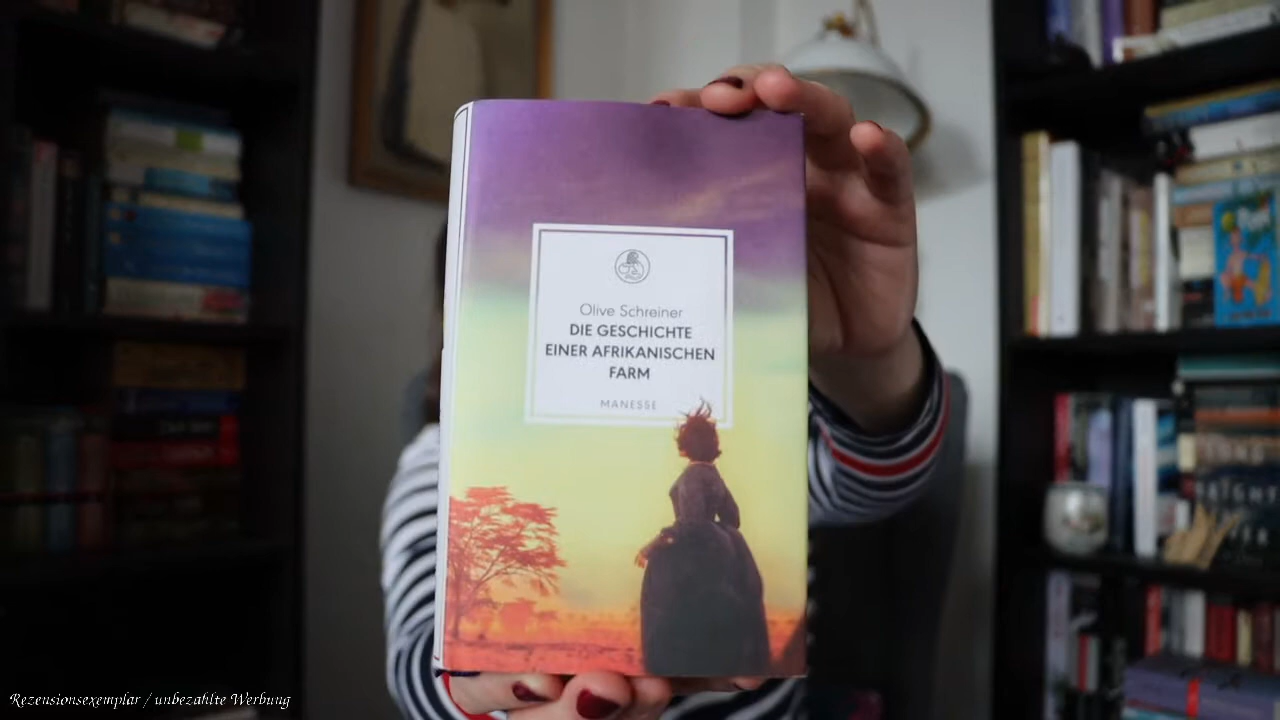 Olive Schreiner
DIE GESCHICHTE
EINER AFRIKANISCHEN
FARM
MANESSE
Rezensionsexemplar / unbezahlte Werbung